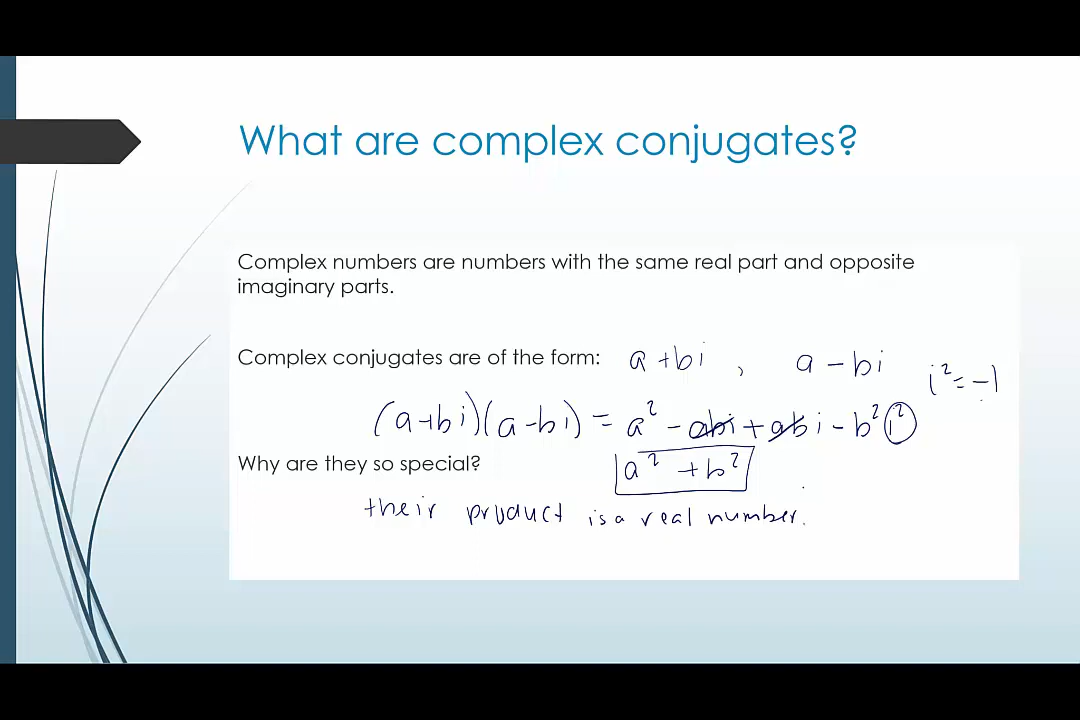 What are complex conjugates?
Complex numbers are numbers with the same real part and opposite
imaginary parts.
Complex conjugates are of the form: a + bi , a - bi
i² = -1
(a+bi)(a-bi) = a² - abi + abi - b²i²
Why are they so special? a² + b²
their product is a real number.